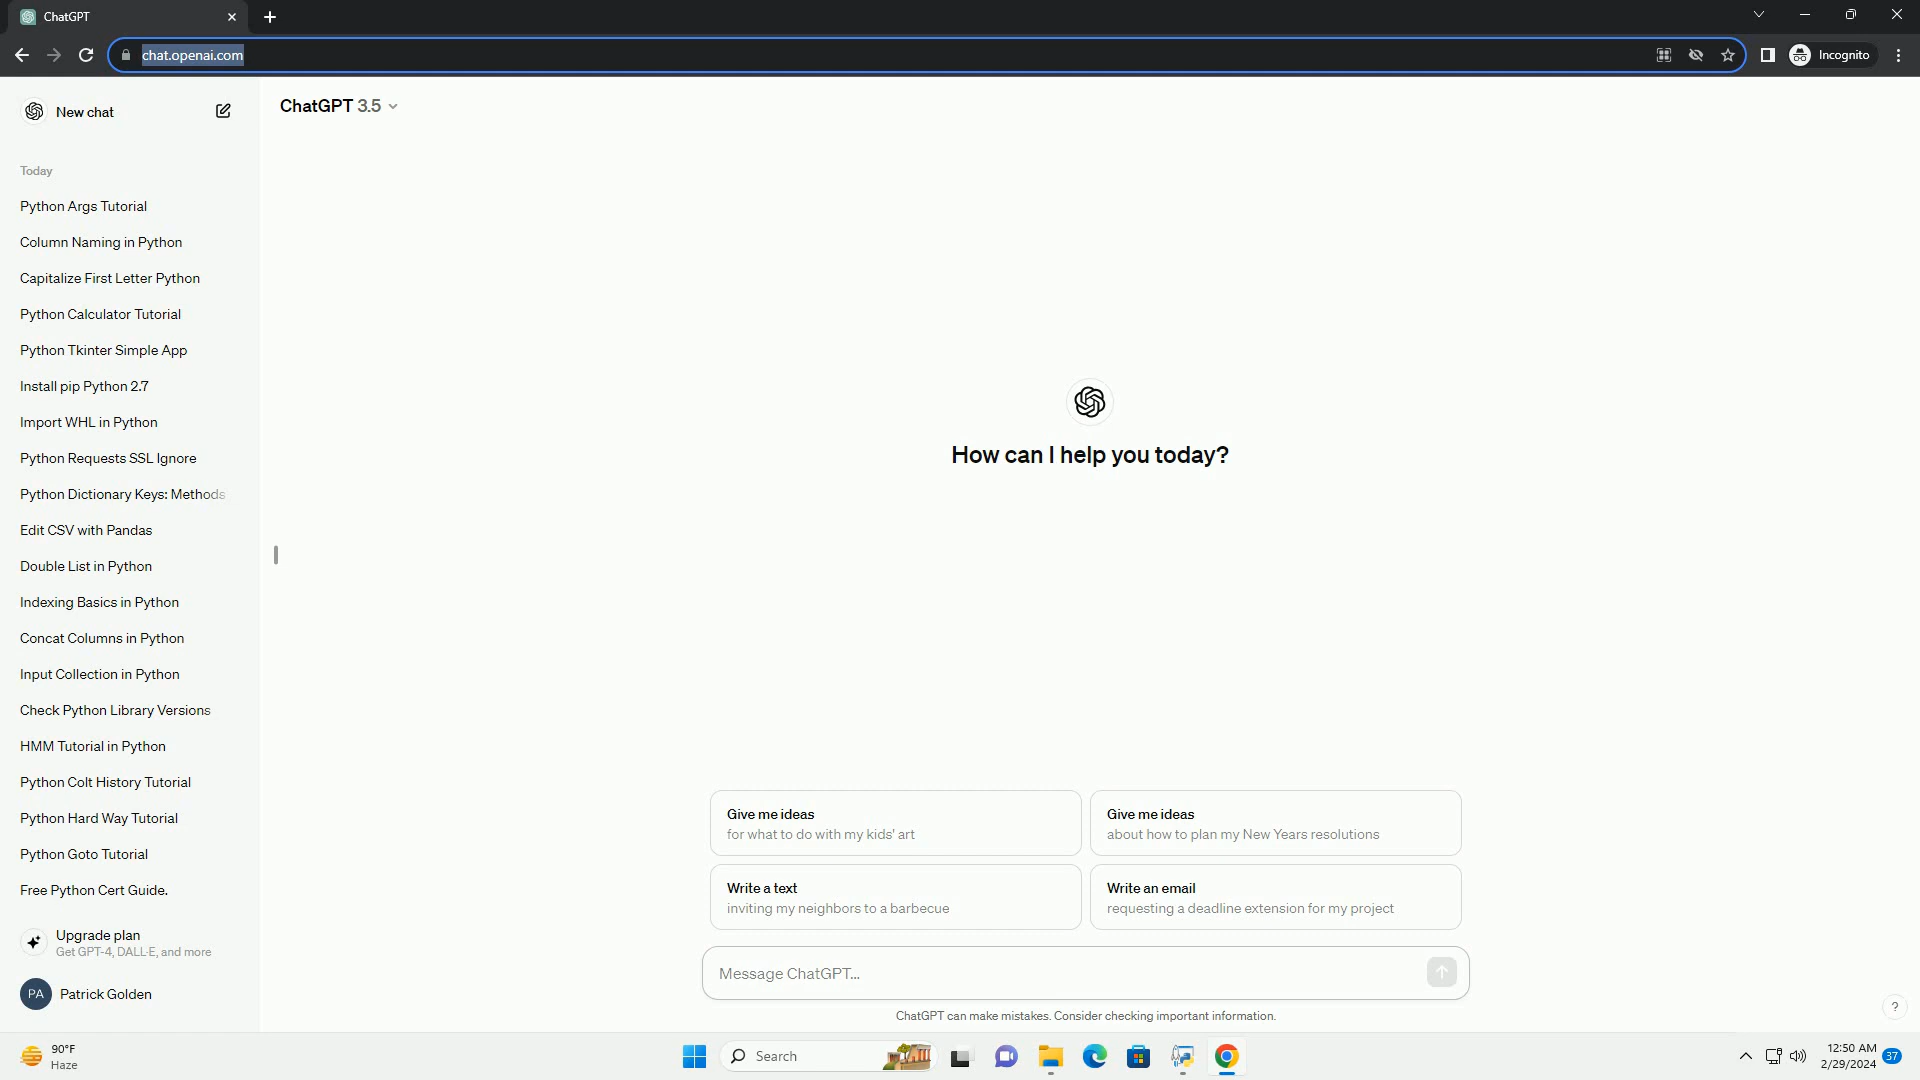 ChatGPT
chat.openai.com
Incognito
New chat
ChatGPT 3.5
Today
Python Args Tutorial
Column Naming in Python
Capitalize First Letter Python
Python Calculator Tutorial
Python Tkinter Simple App
Install pip Python 2.7
Import WHL in Python
Python Requests SSL Ignore
Python Dictionary Keys: Methods
Edit CSV with Pandas
Double List in Python
Indexing Basics in Python
Concat Columns in Python
Input Collection in Python
Check Python Library Versions
HMM Tutorial in Python
Python Colt History Tutorial
Python Hard Way Tutorial
Python Goto Tutorial
Free Python Cert Guide.
Upgrade plan
Get GPT-4, DALL·E, and more
PA
Patrick Golden
How can I help you today?
Give me ideas
for what to do with my kids' art
Give me ideas
about how to plan my New Years resolutions
Write a text
inviting my neighbors to a barbecue
Write an email
requesting a deadline extension for my project
Message ChatGPT...
ChatGPT can make mistakes. Consider checking important information.
?
90°F
Haze
Search
12:50 AM
2/29/2024
37